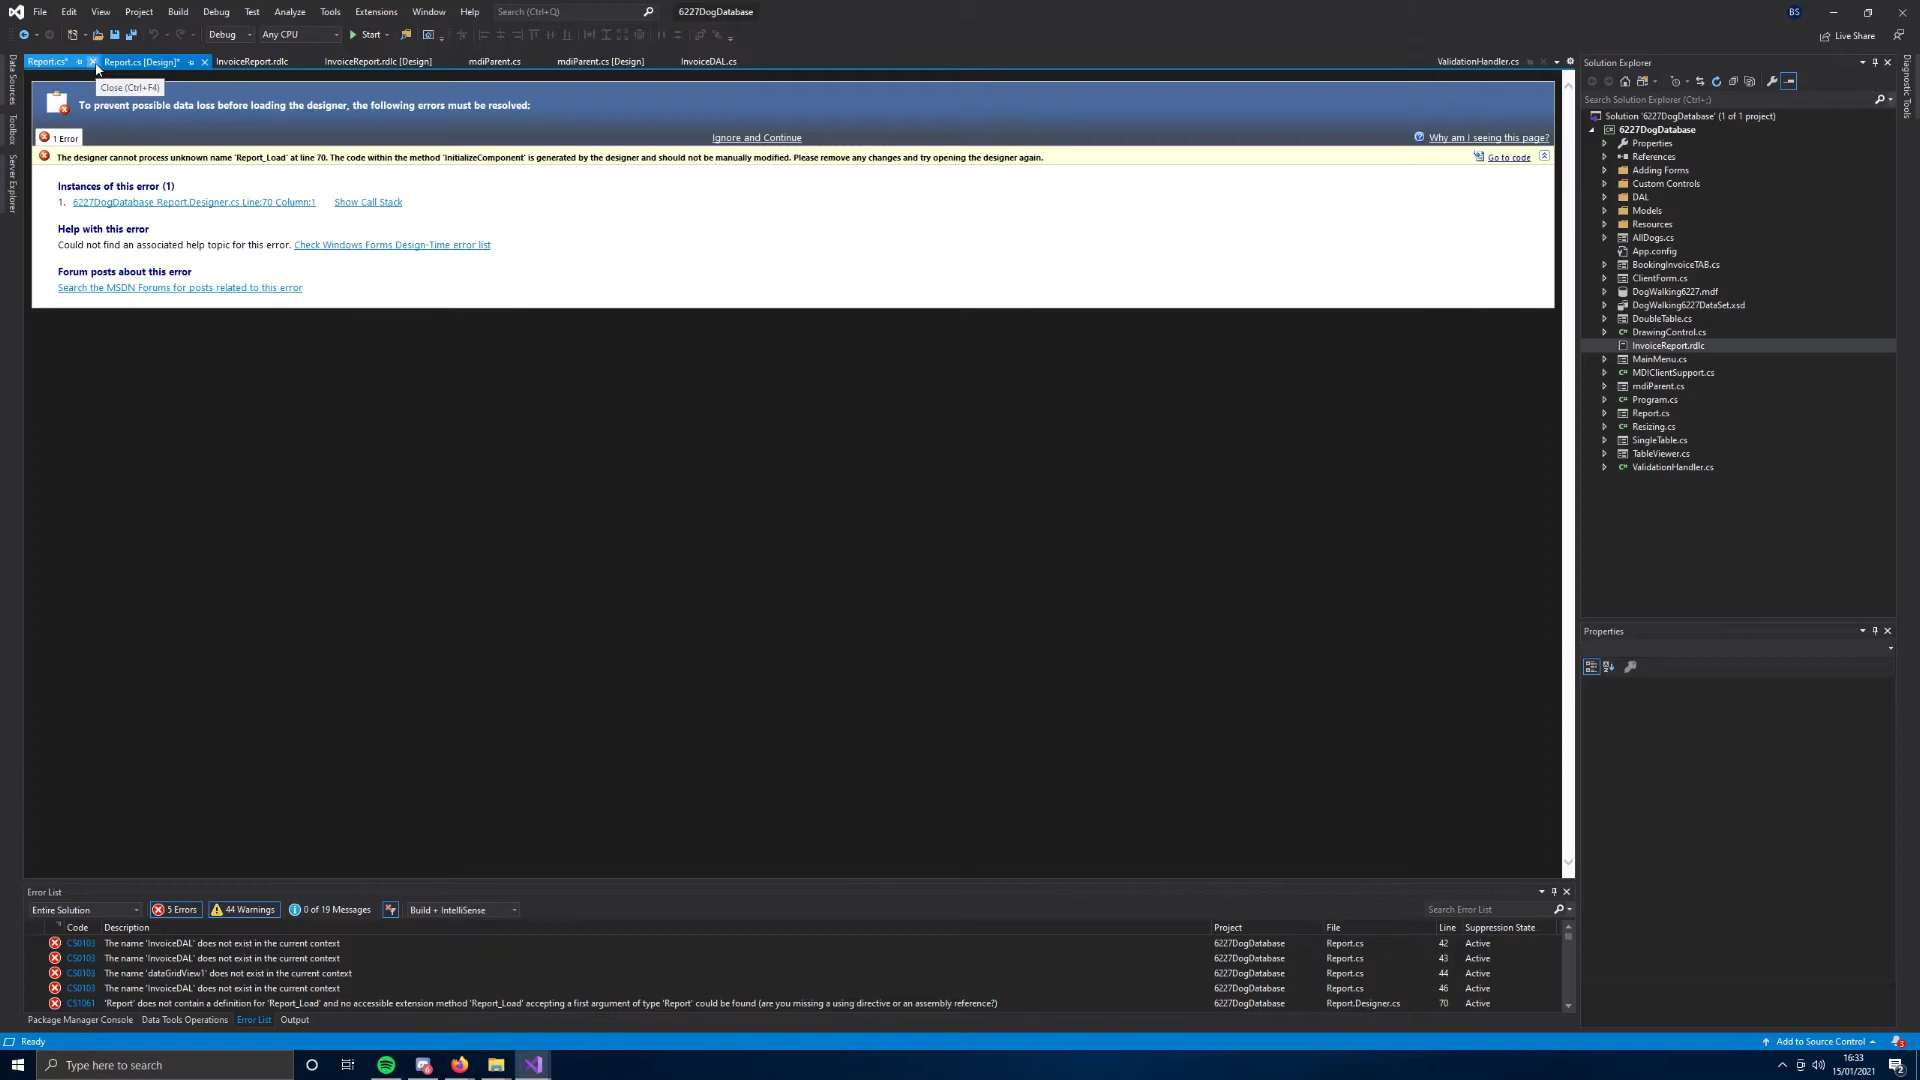 File Edit View Project Build Debug Test Analyze Tools Extensions Window Help Search (Ctrl+Q) 6227DogDatabase BS
Debug Any CPU Start Live Share
Report.cs* Report.cs [Design]* InvoiceReport.rdlc InvoiceReport.rdlc [Design] mdiParent.cs mdiParent.cs [Design] InvoiceDAL.cs ValidationHandler.cs
Close (Ctrl+F4)
Data Sources
Toolbox
Server Explorer
To prevent possible data loss before loading the designer, the following errors must be resolved:
1 Error Ignore and Continue Why am I seeing this page?
The designer cannot process unknown name 'Report_Load' at line 70. The code within the method 'InitializeComponent' is generated by the designer and should not be manually modified. Please remove any changes and try opening the designer again. Go to code
Instances of this error (1)
1. 6227DogDatabase Report.Designer.cs Line:70 Column:1 Show Call Stack
Help with this error
Could not find an associated help topic for this error. Check Windows Forms Design-Time error list
Forum posts about this error
Search the MSDN Forums for posts related to this error
Solution Explorer
Search Solution Explorer (Ctrl+;)
Solution '6227DogDatabase' (1 of 1 project)
6227DogDatabase
Properties
References
Adding Forms
Custom Controls
DAL
Models
Resources
AllDogs.cs
App.config
BookingInvoiceTAB.cs
ClientForm.cs
DogWalking6227.mdf
DogWalking6227DataSet.xsd
DoubleTable.cs
DrawingControl.cs
InvoiceReport.rdlc
MainMenu.cs
MDIClientSupport.cs
mdiParent.cs
Program.cs
Report.cs
Resizing.cs
SingleTable.cs
TableViewer.cs
ValidationHandler.cs
Diagnostic Tools
Properties
Error List
Entire Solution 5 Errors 44 Warnings 0 of 19 Messages Build + IntelliSense Search Error List
Code Description Project File Line Suppression State
CS0103 The name 'InvoiceDAL' does not exist in the current context 6227DogDatabase Report.cs 42 Active
CS0103 The name 'InvoiceDAL' does not exist in the current context 6227DogDatabase Report.cs 43 Active
CS0103 The name 'dataGridView1' does not exist in the current context 6227DogDatabase Report.cs 44 Active
CS0103 The name 'InvoiceDAL' does not exist in the current context 6227DogDatabase Report.cs 46 Active
CS1061 'Report' does not contain a definition for 'Report_Load' and no accessible extension method 'Report_Load' accepting a first argument of type 'Report' could be found (are you missing a using directive or an assembly reference?) 6227DogDatabase Report.Designer.cs 70 Active
Package Manager Console Data Tools Operations Error List Output
Ready Add to Source Control 3
Type here to search 16:33
15/01/2021 2